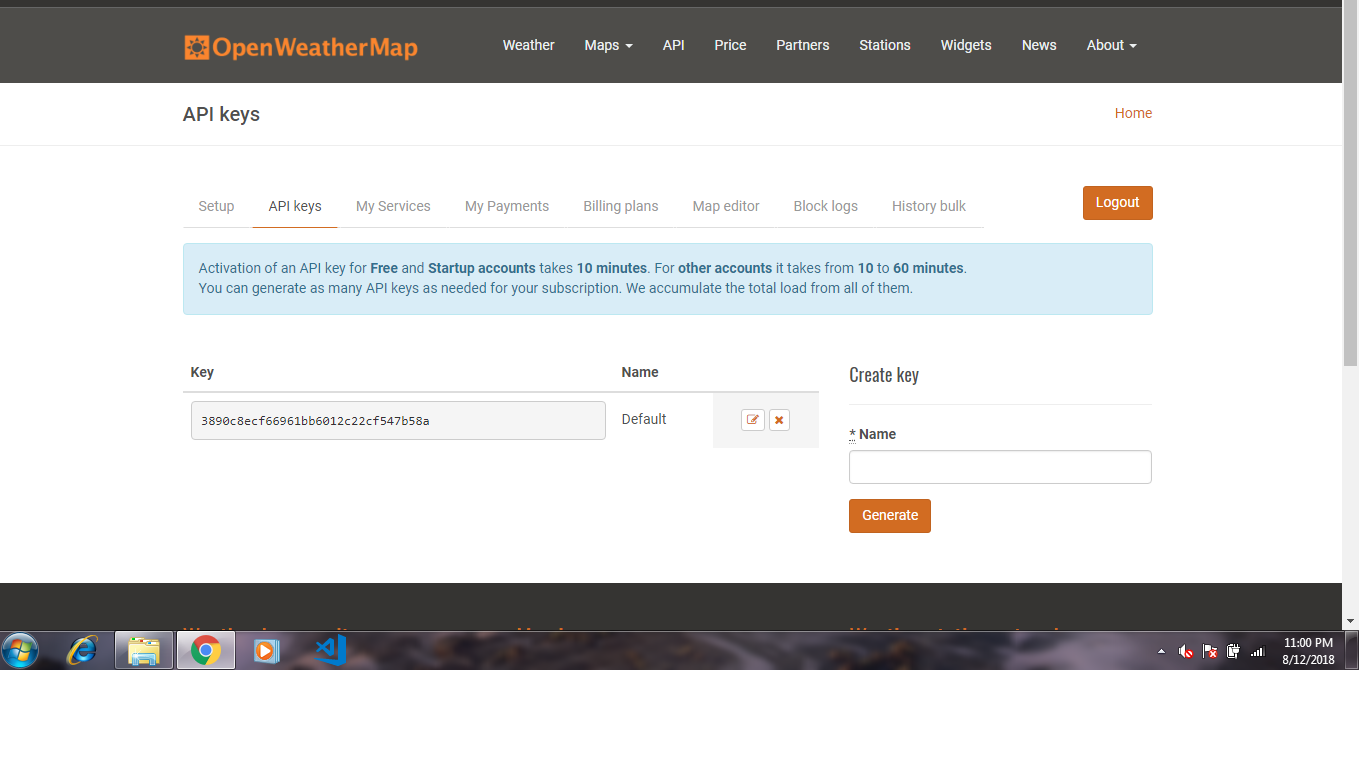 OpenWeatherMap
Weather Maps API Price Partners Stations Widgets News About
API keys
Home
Setup API keys My Services My Payments Billing plans Map editor Block logs History bulk
Logout
Activation of an API key for Free and Startup accounts takes 10 minutes. For other accounts it takes from 10 to 60 minutes.
You can generate as many API keys as needed for your subscription. We accumulate the total load from all of them.
Key Name
3890c8ecf66961bb6012c22cf547b58a
Default
Create key
* Name
Generate
11:00 PM
8/12/2018